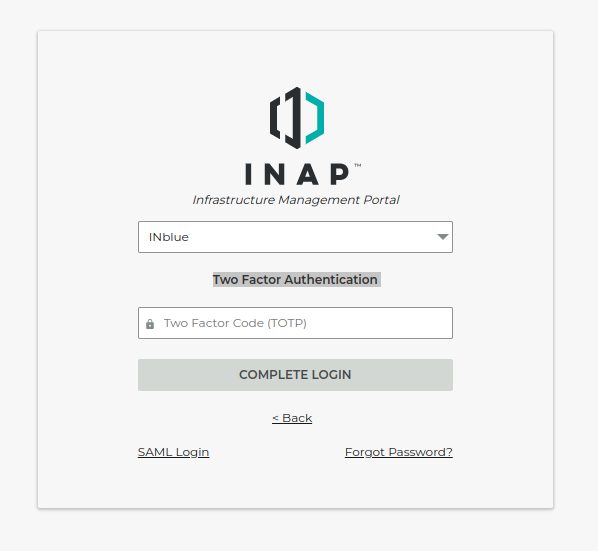 INAP™
Infrastructure Management Portal
INblue
Two Factor Authentication
Two Factor Code (TOTP)
COMPLETE LOGIN
< Back
SAML Login
Forgot Password?